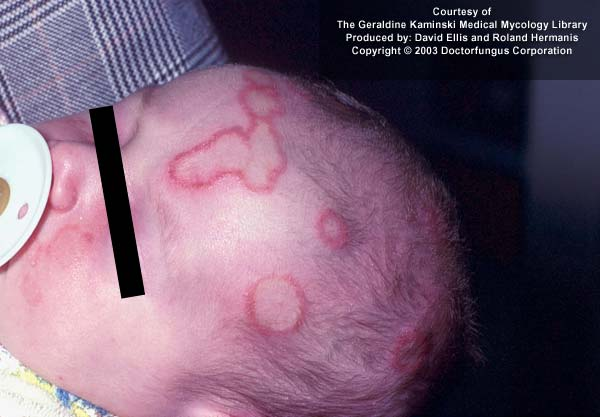 Courtesy of
The Geraldine Kaminski Medical Mycology Library
Produced by: David Ellis and Roland Hermanis
Copyright © 2003 Doctorfungus Corporation